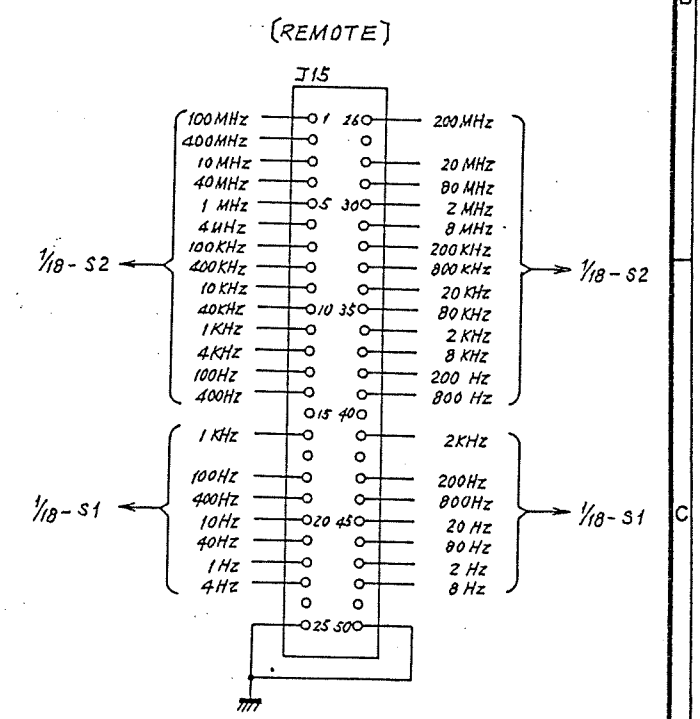 [REMOTE]
J15
100MHz 1 26 200MHz
400MHz
10MHz 20MHz
40MHz 80MHz
1 MHz 5 30 2MHz
4MHz 8MHz
100KHz 200KHz
400KHz 800KHz
10KHz 20KHz
40KHz 10 35 80KHz
1KHz 2KHz
4KHz 8KHz
100Hz 200 Hz
400Hz 800 Hz
15 40
1/18-S2
1/18-S2
1 KHz 2KHz
100Hz 200Hz
400Hz 800Hz
10Hz 20 45 20 Hz
40Hz 80Hz
1Hz 2 Hz
4Hz 8 Hz
25 50
1/18-S1
1/18-S1
C